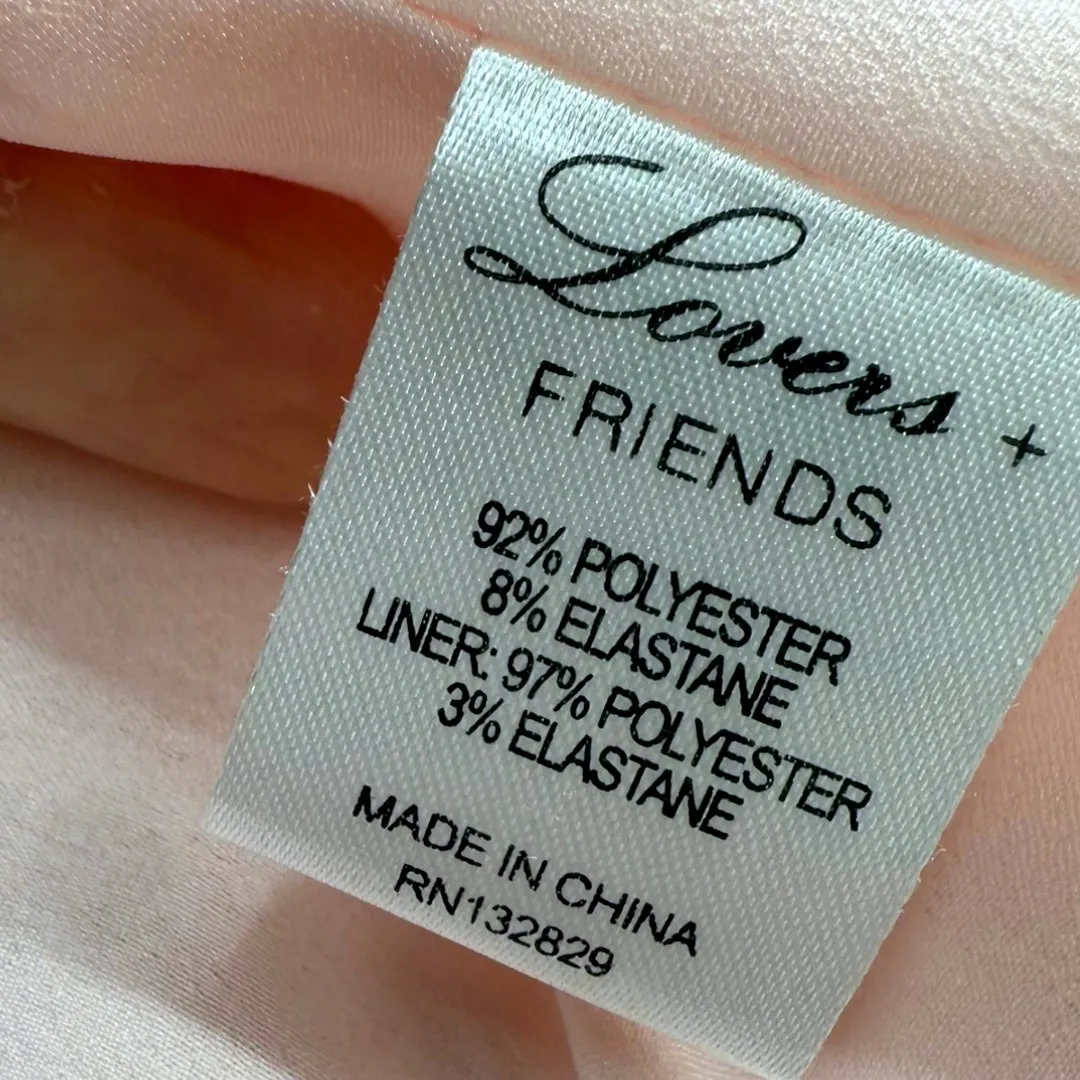 Lovers +
FRIENDS
92% POLYESTER
8% ELASTANE
LINER: 97% POLYESTER
3% ELASTANE
MADE IN CHINA
RN132829